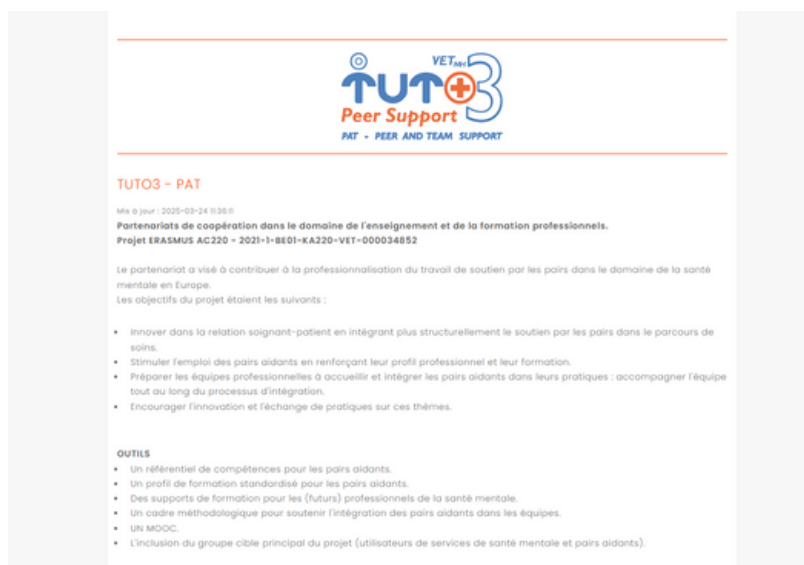 VET MH
TUTO3
Peer Support
PAT - PEER AND TEAM SUPPORT
TUTO3 - PAT
Mis à jour : 2025-03-24 11:36:11
Partenariats de coopération dans le domaine de l'enseignement et de la formation professionnels.
Projet ERASMUS AC220 - 2021-1-BE01-KA220-VET-000034852
Le partenariat a visé à contribuer à la professionnalisation du travail de soutien par les pairs dans le domaine de la santé
mentale en Europe.
Les objectifs du projet étaient les suivants :
• Innover dans la relation soignant-patient en intégrant plus structurellement le soutien par les pairs dans le parcours de
soins.
• Stimuler l'emploi des pairs aidants en renforçant leur profil professionnel et leur formation.
• Préparer les équipes professionnelles à accueillir et intégrer les pairs aidants dans leurs pratiques : accompagner l'équipe
tout au long du processus d'intégration.
• Encourager l'innovation et l'échange de pratiques sur ces thèmes.
OUTILS
• Un référentiel de compétences pour les pairs aidants.
• Un profil de formation standardisé pour les pairs aidants.
• Des supports de formation pour les (futurs) professionnels de la santé mentale.
• Un cadre méthodologique pour soutenir l'intégration des pairs aidants dans les équipes.
• UN MOOC.
• L'inclusion du groupe cible principal du projet (utilisateurs de services de santé mentale et pairs aidants).